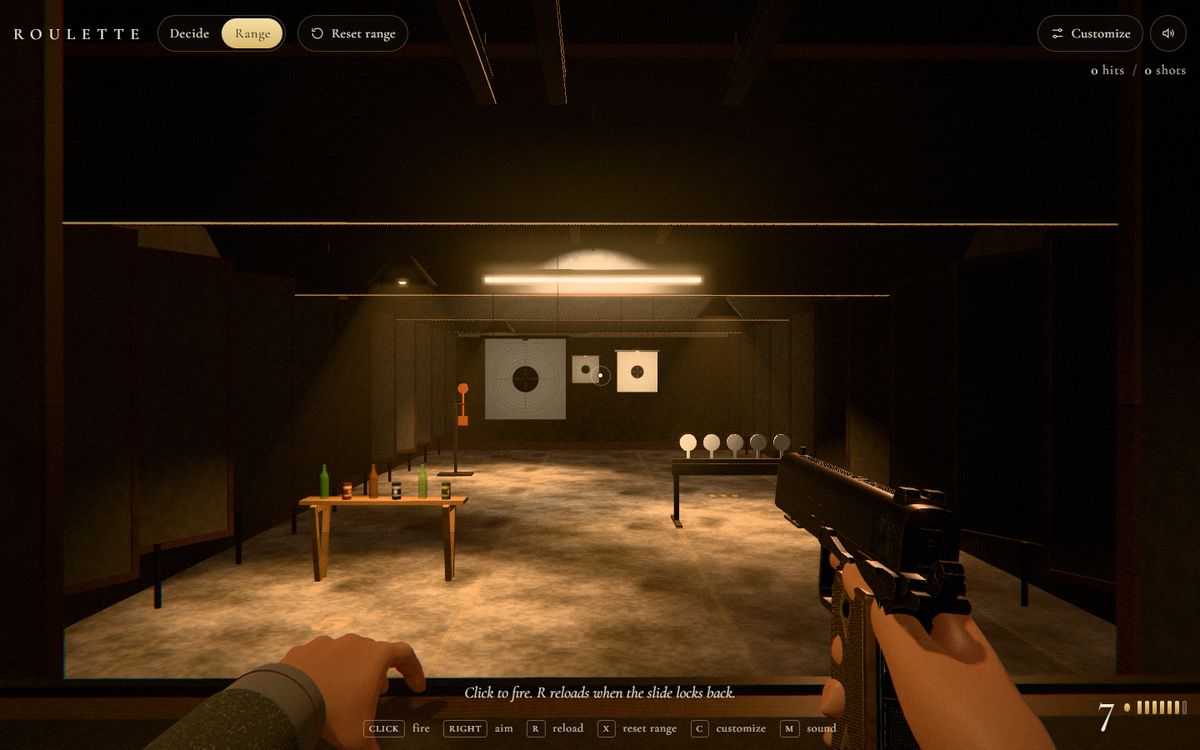 ROULETTE Decide Range Reset range Customize
0 hits / 0 shots
Click to fire. R reloads when the slide locks back.
CLICK fire RIGHT aim R reload X reset range C customize M sound
7